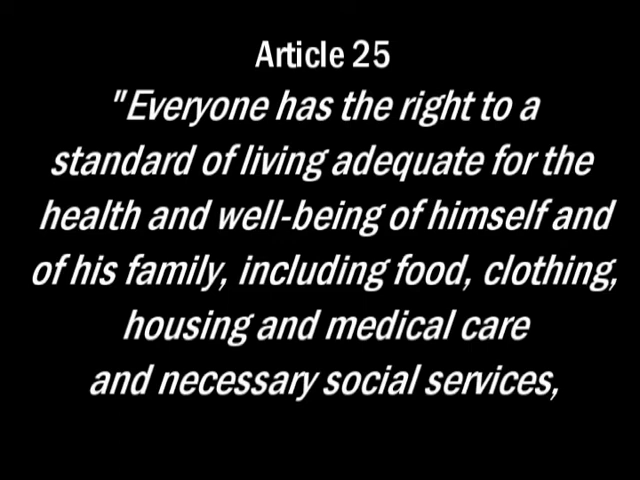 Article 25
"Everyone has the right to a
standard of living adequate for the
health and well-being of himself and
of his family, including food, clothing,
housing and medical care
and necessary social services,